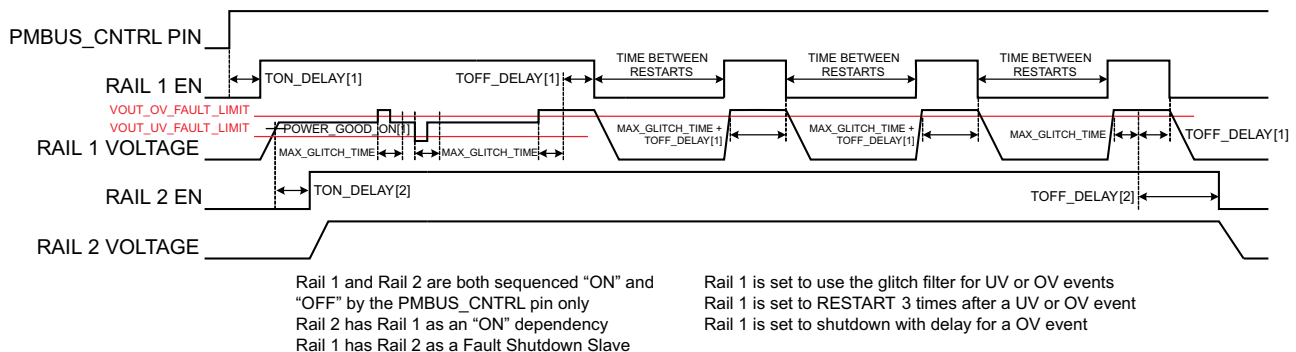 PMBUS_CNTRL PIN
RAIL 1 EN
TON_DELAY[1]
TOFF_DELAY[1]
TIME BETWEEN
RESTARTS
TIME BETWEEN
RESTARTS
TIME BETWEEN
RESTARTS
VOUT_OV_FAULT_LIMIT
VOUT_UV_FAULT_LIMIT
POWER_GOOD_ON[1]
RAIL 1 VOLTAGE
MAX_GLITCH_TIME
MAX_GLITCH_TIME
MAX_GLITCH_TIME +
TOFF_DELAY[1]
MAX_GLITCH_TIME +
TOFF_DELAY[1]
MAX_GLITCH_TIME
TOFF_DELAY[1]
RAIL 2 EN
TON_DELAY[2]
TOFF_DELAY[2]
RAIL 2 VOLTAGE
Rail 1 and Rail 2 are both sequenced “ON” and
“OFF” by the PMBUS_CNTRL pin only
Rail 2 has Rail 1 as an “ON” dependency
Rail 1 has Rail 2 as a Fault Shutdown Slave
Rail 1 is set to use the glitch filter for UV or OV events
Rail 1 is set to RESTART 3 times after a UV or OV event
Rail 1 is set to shutdown with delay for a OV event